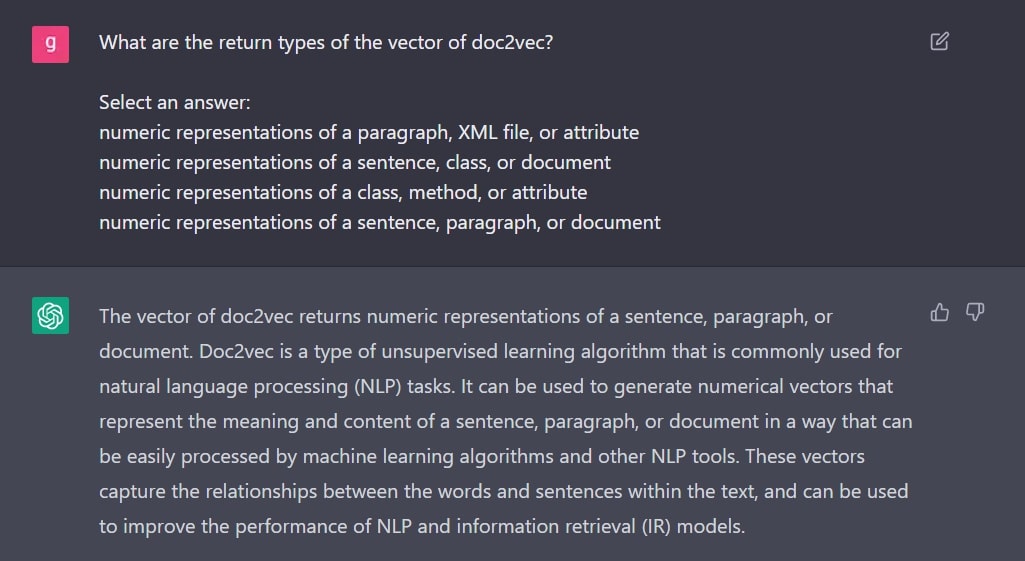 g
What are the return types of the vector of doc2vec?
Select an answer:
numeric representations of a paragraph, XML file, or attribute
numeric representations of a sentence, class, or document
numeric representations of a class, method, or attribute
numeric representations of a sentence, paragraph, or document
The vector of doc2vec returns numeric representations of a sentence, paragraph, or
document. Doc2vec is a type of unsupervised learning algorithm that is commonly used for
natural language processing (NLP) tasks. It can be used to generate numerical vectors that
represent the meaning and content of a sentence, paragraph, or document in a way that can
be easily processed by machine learning algorithms and other NLP tools. These vectors
capture the relationships between the words and sentences within the text, and can be used
to improve the performance of NLP and information retrieval (IR) models.